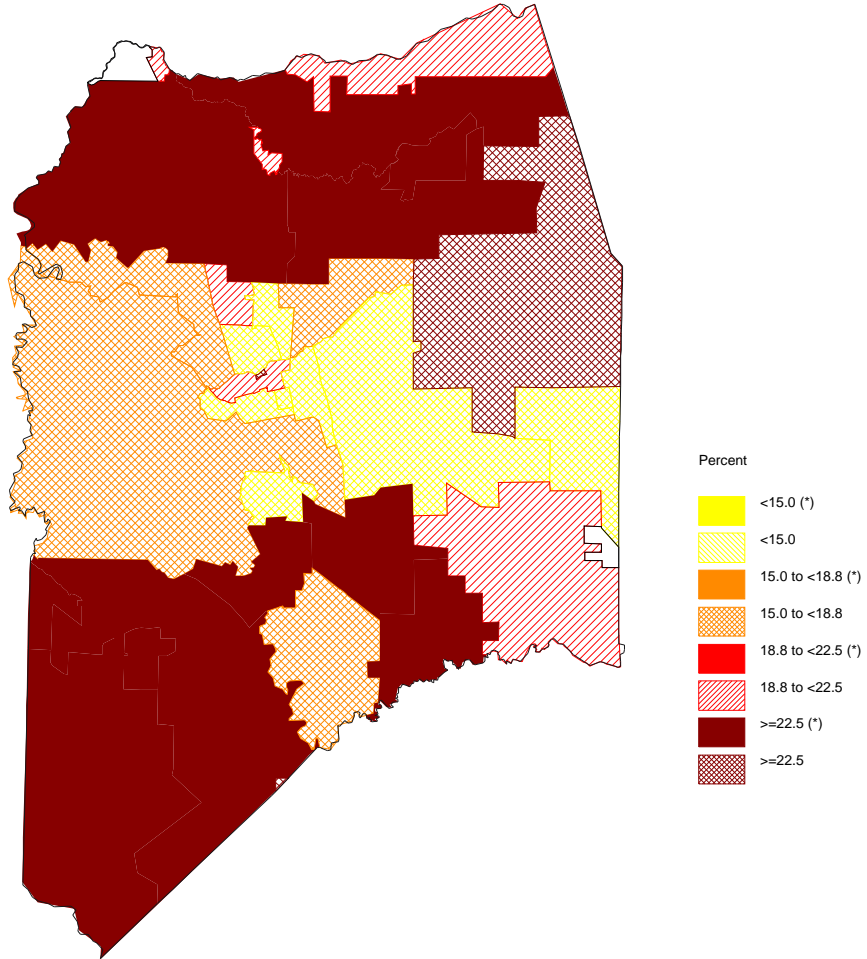 Percent
<15.0 (*)
<15.0
15.0 to <18.8 (*)
15.0 to <18.8
18.8 to <22.5 (*)
18.8 to <22.5
>=22.5 (*)
>=22.5